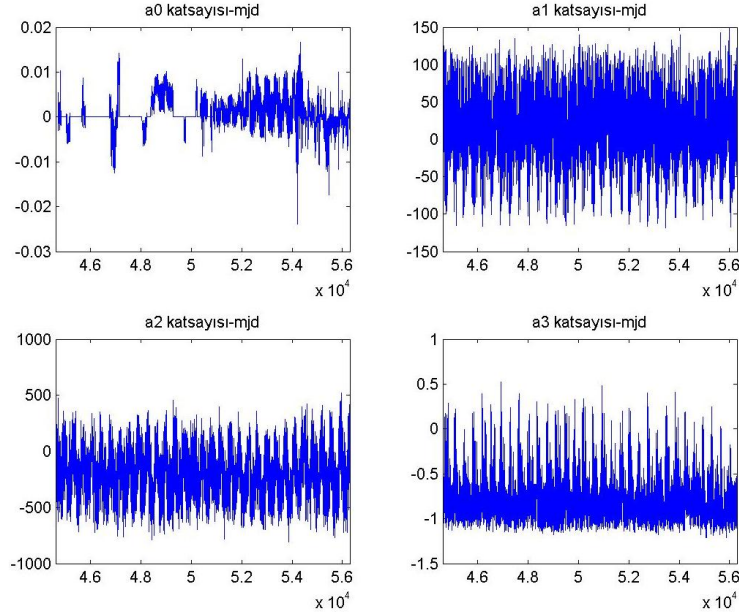 a0 katsayısı-mjd
a1 katsayısı-mjd
0.02
0.01
0
-0.01
-0.02
-0.03
4.6 4.8 5 5.2 5.4 5.6
x 10^4
150
100
50
0
-50
-100
-150
4.6 4.8 5 5.2 5.4 5.6
x 10^4
a2 katsayısı-mjd
a3 katsayısı-mjd
1000
500
0
-500
-1000
4.6 4.8 5 5.2 5.4 5.6
x 10^4
1
0.5
0
-0.5
-1
-1.5
4.6 4.8 5 5.2 5.4 5.6
x 10^4